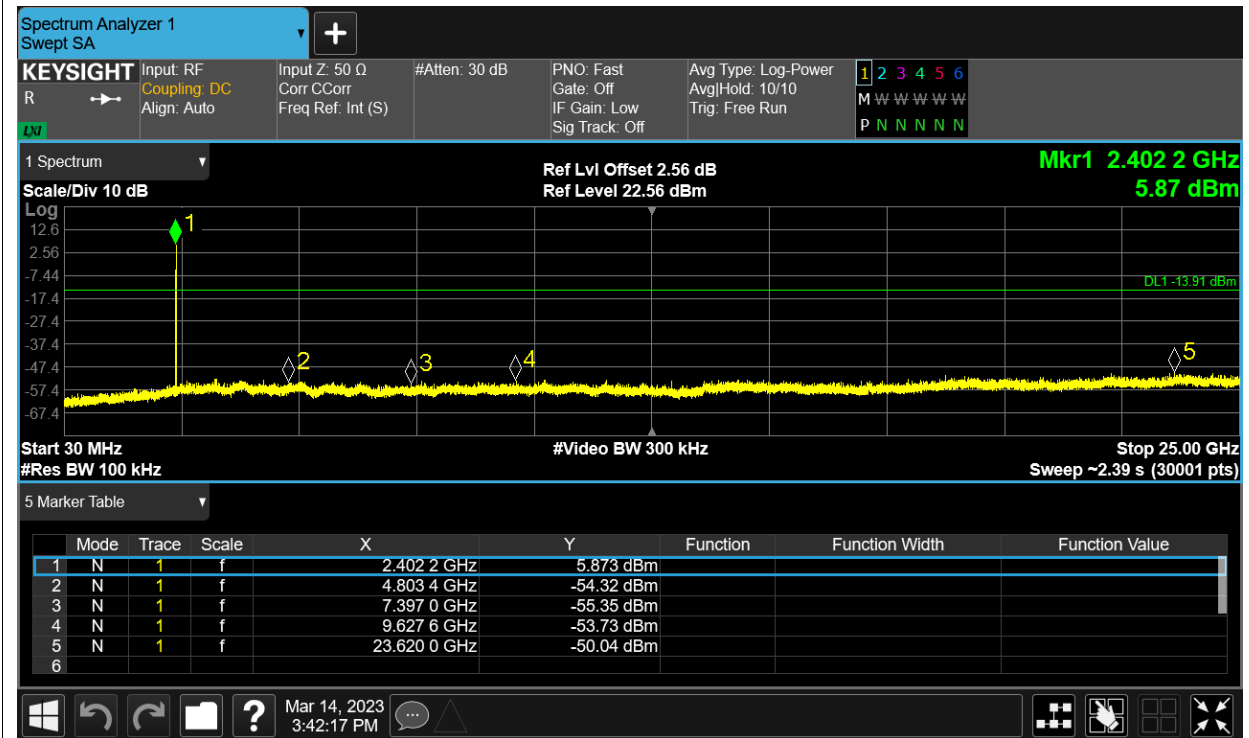 Spectrum Analyzer 1
Swept SA
+
KEYSIGHT Input: RF Input Z: 50 Ω #Atten: 30 dB PNO: Fast Avg Type: Log-Power 1 2 3 4 5 6
R Coupling: DC Corr CCorr Gate: Off Avg|Hold: 10/10 M W W W W W
Align: Auto Freq Ref: Int (S) IF Gain: Low Trig: Free Run
LXI Sig Track: Off P N N N N N
1 Spectrum Ref Lvl Offset 2.56 dB Mkr1 2.402 2 GHz
Scale/Div 10 dB Ref Level 22.56 dBm 5.87 dBm
Log
1
12.6
2.56
-7.44
DL1 -13.91 dBm
-17.4
-27.4
-37.4
2 3 4 5
-47.4
-57.4
-67.4
Start 30 MHz #Video BW 300 kHz Stop 25.00 GHz
#Res BW 100 kHz Sweep ~2.39 s (30001 pts)
5 Marker Table
Mode Trace Scale X Y Function Function Width Function Value
1 N 1 f 2.402 2 GHz 5.873 dBm
2 N 1 f 4.803 4 GHz -54.32 dBm
3 N 1 f 7.397 0 GHz -55.35 dBm
4 N 1 f 9.627 6 GHz -53.73 dBm
5 N 1 f 23.620 0 GHz -50.04 dBm
6
? Mar 14, 2023
3:42:17 PM